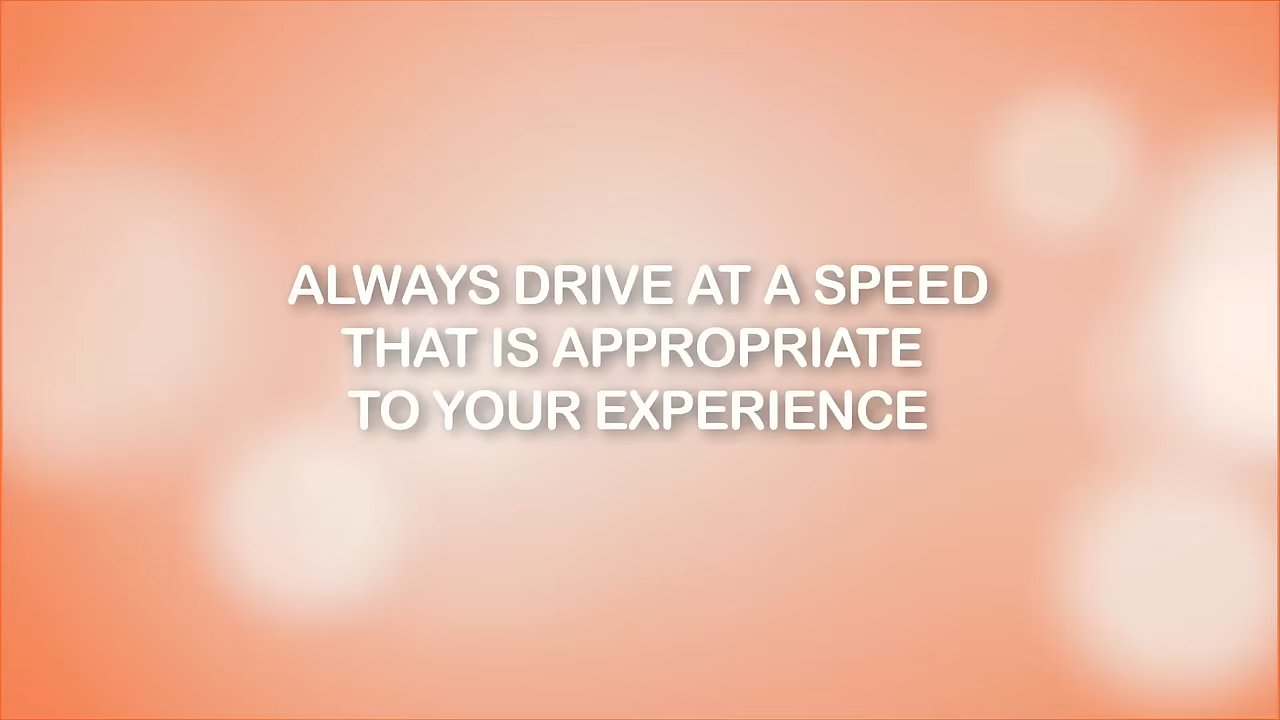 ALWAYS DRIVE AT A SPEED
THAT IS APPROPRIATE
TO YOUR EXPERIENCE